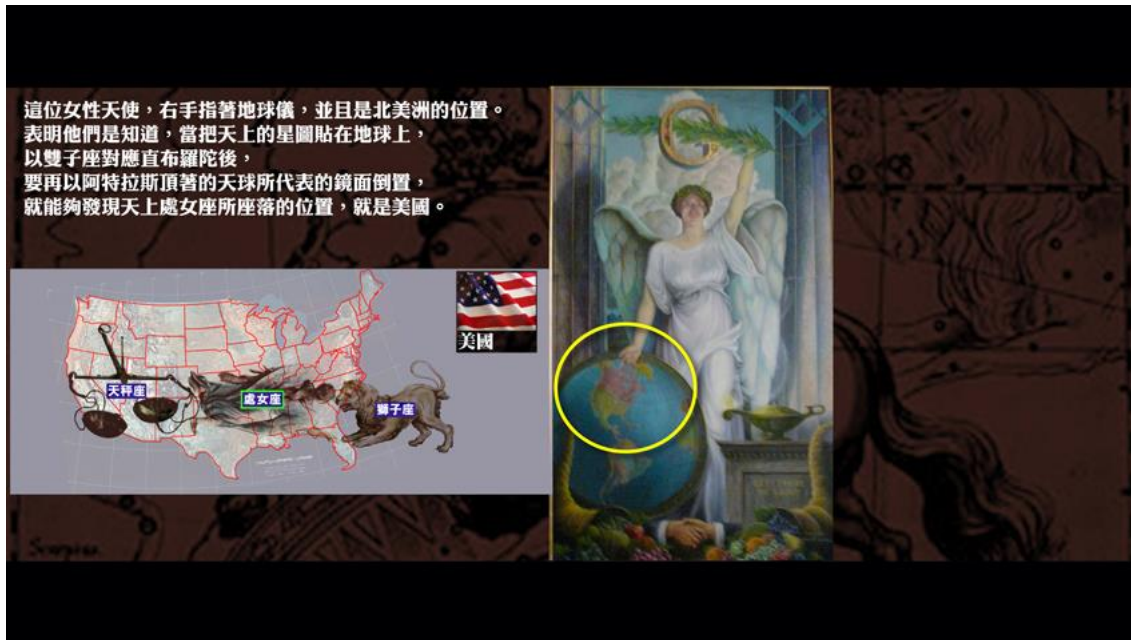 這位女性天使，右手指著地球儀，並且是北美洲的位置。
表明他們是知道，當把天上的星圖貼在地球上，
以雙子座對應直布羅陀後，
要再以阿特拉斯頂著的天球所代表的鏡面倒置，
就能夠發現天上處女座所座落的位置，就是美國。
美國
天秤座
處女座
獅子座
G